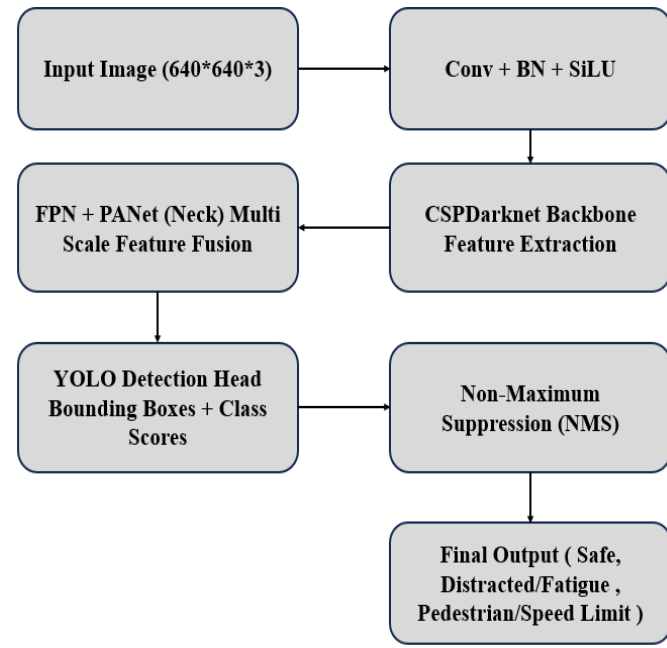 Input Image (640*640*3)
Conv + BN + SiLU
CSPDarknet Backbone
Feature Extraction
FPN + PANet (Neck) Multi
Scale Feature Fusion
YOLO Detection Head
Bounding Boxes + Class
Scores
Non-Maximum
Suppression (NMS)
Final Output ( Safe,
Distracted/Fatigue ,
Pedestrian/Speed Limit )